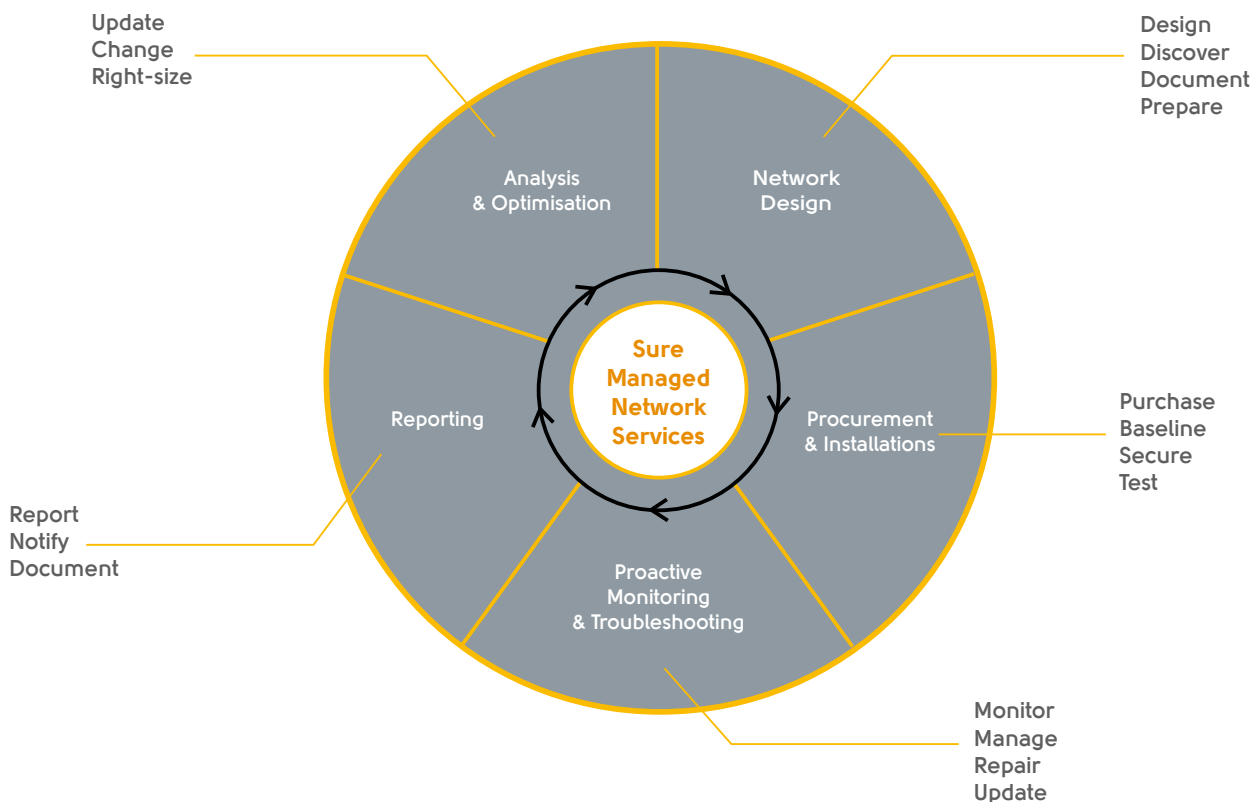 Update
Change
Right-size
Design
Discover
Document
Prepare
Analysis
& Optimisation
Network
Design
Sure
Managed
Network
Services
Reporting
Procurement
& Installations
Purchase
Baseline
Secure
Test
Report
Notify
Document
Proactive
Monitoring
& Troubleshooting
Monitor
Manage
Repair
Update